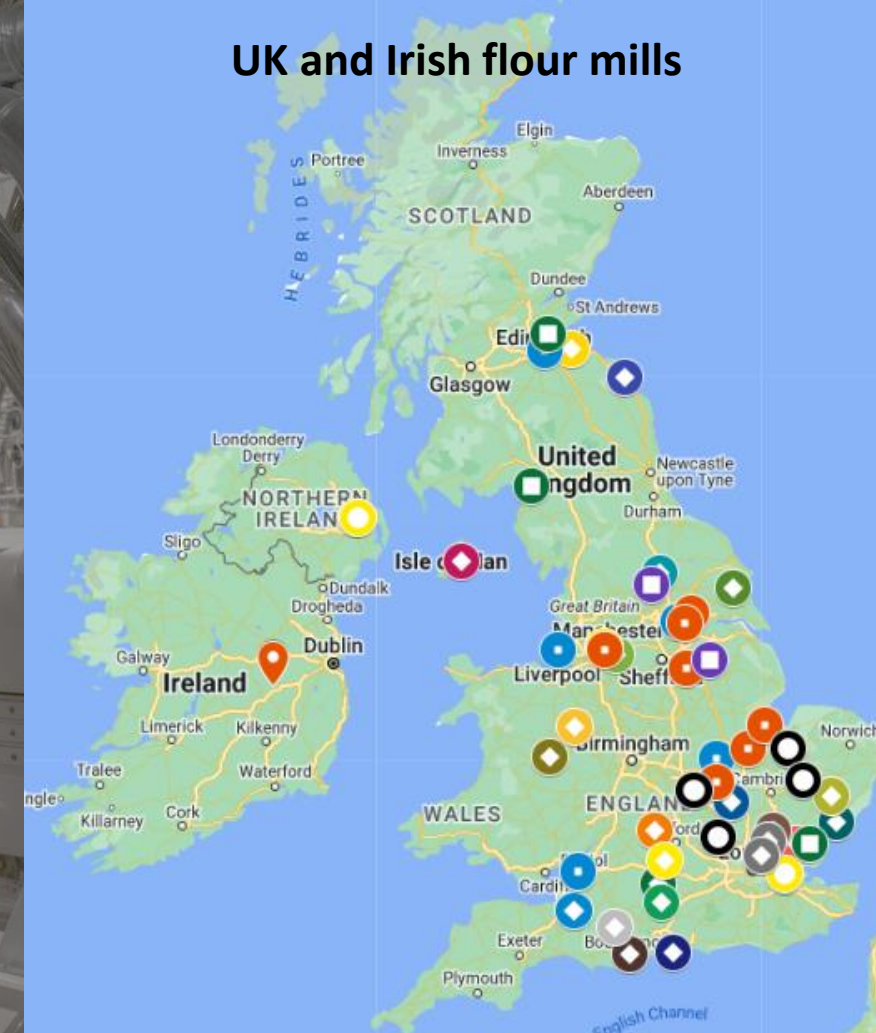 UK and Irish flour mills
Elgin
Inverness
Portree
HEBRIDES
Aberdeen
SCOTLAND
Dundee
St Andrews
Glasgow
Londonderry
Derry
United
Newcastle
upon Tyne
NORTHERN
Durham
Sligo
Isle
Dundalk
Drogheda
Great Britain
Dublin
Galway
Liverpool
Ireland
Limerick
Kilkenny
Norwich
Birmingham
Tralee
Waterford
WALES
Killarney
Cork
Exeter
Plymouth
English Channel